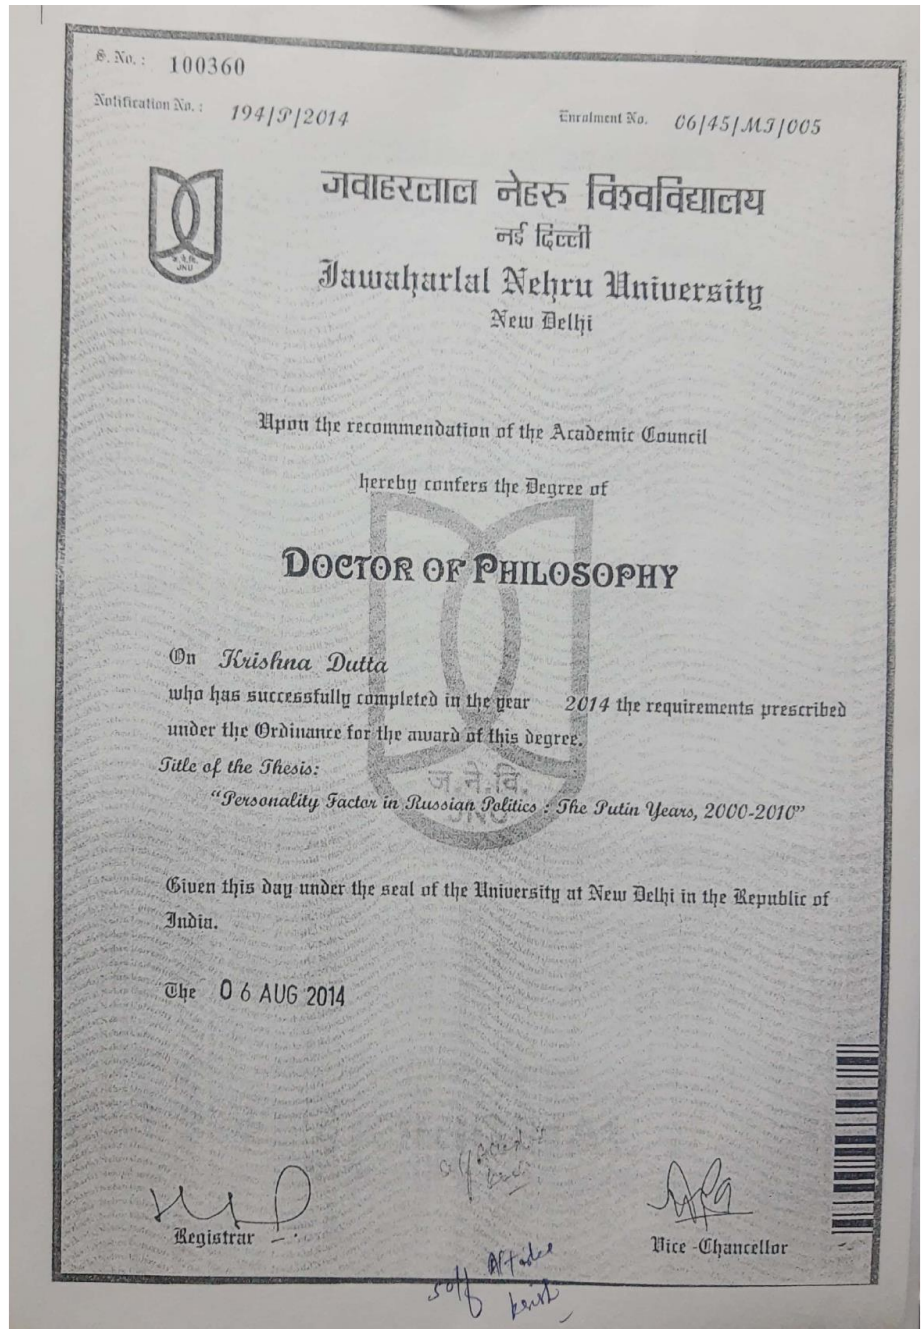 S. No. : 100360
Notification No. : 194/P/2014
Enrolment No. 06/45/MJ/005
जवाहरलाल नेहरु विश्वविद्यालय
नई दिल्ली
Jawaharlal Nehru University
New Delhi
ज.ने.वि.
JNU
Upon the recommendation of the Academic Council
hereby confers the Degree of
DOCTOR OF PHILOSOPHY
On Krishna Dutta
who has successfully completed in the year 2014 the requirements prescribed
under the Ordinance for the award of this degree.
Title of the Thesis:
ज.ने.वि.
"Personality Factor in Russian Politics : The Putin Years, 2000-2010"
JNU
Given this day under the seal of the University at New Delhi in the Republic of
India.
The 06 AUG 2014
Registrar
Vice -Chancellor
self